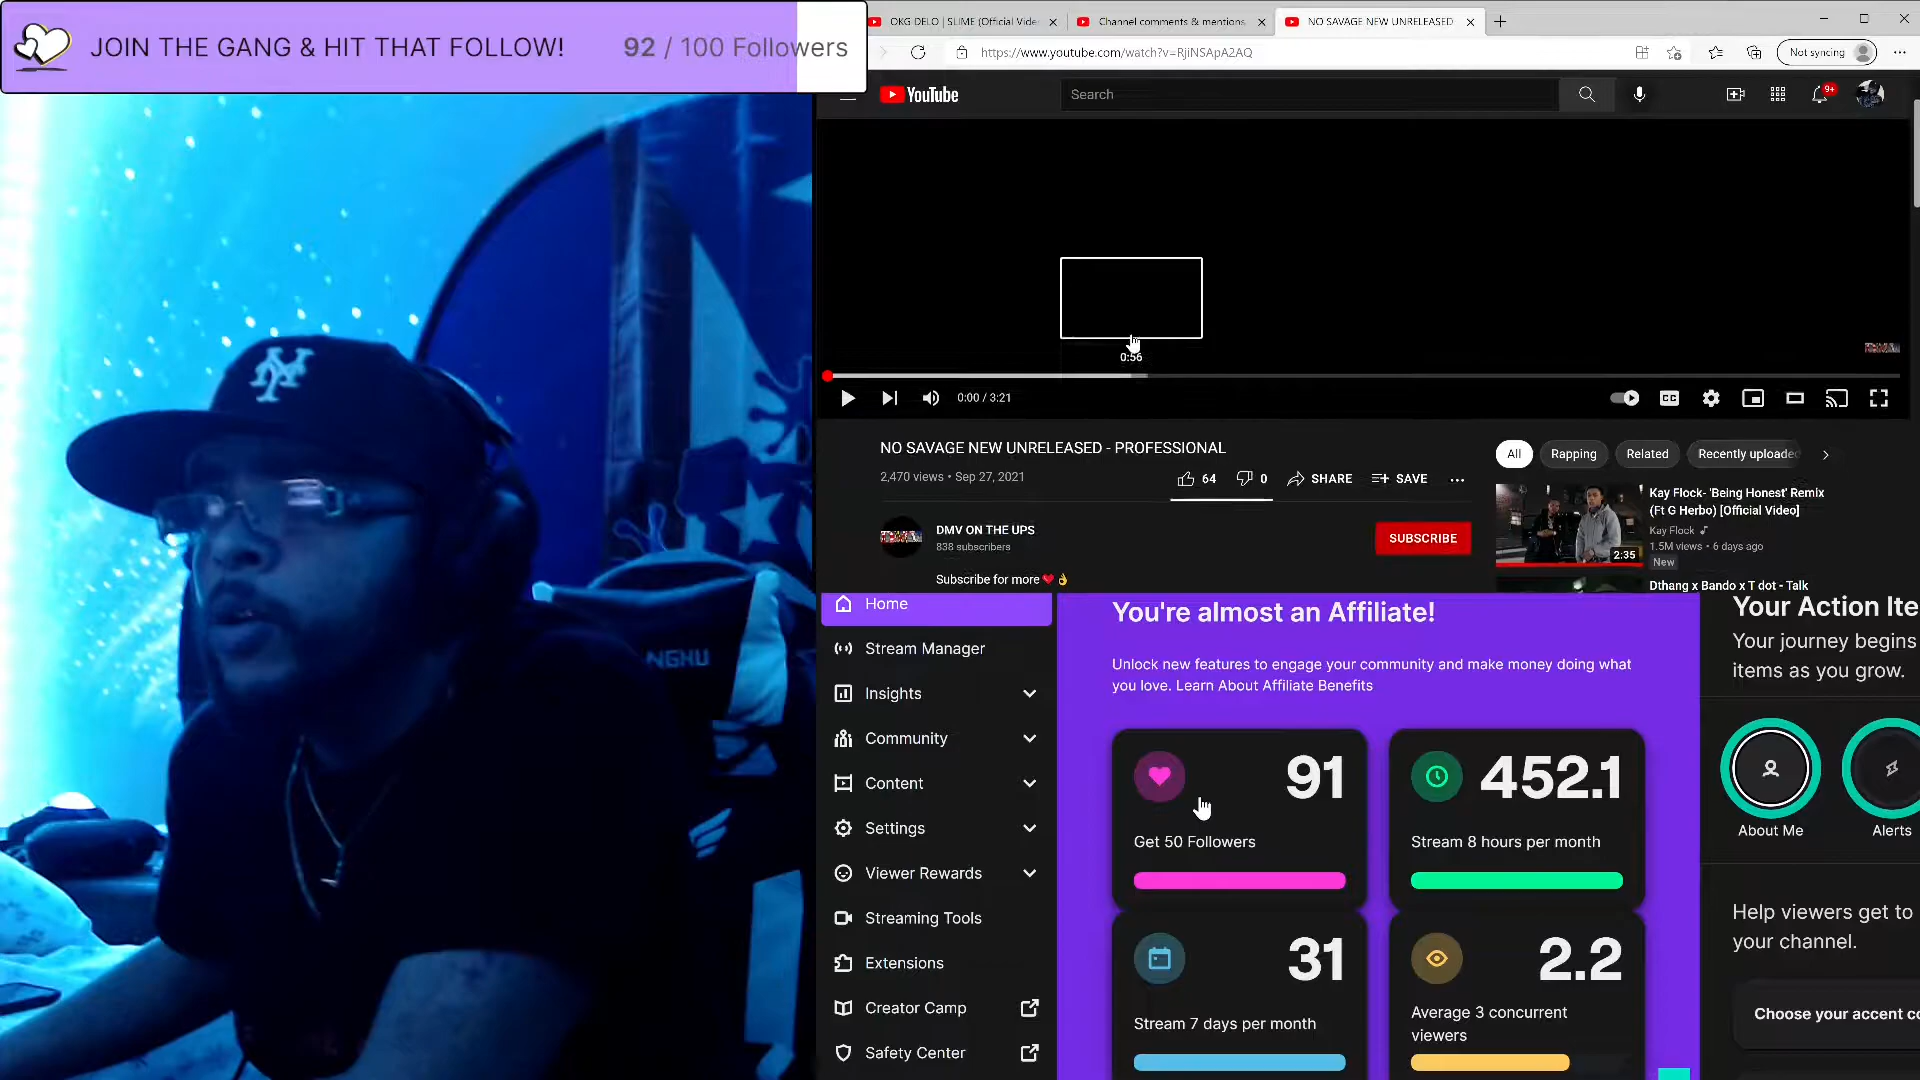 JOIN THE GANG & HIT THAT FOLLOW! 92 / 100 Followers
OKG DELO | SLIME (Official Vide
Channel comments & mentions
NO SAVAGE NEW UNRELEASED
https://www.youtube.com/watch?v=RjiNSApA2AQ
Not syncing
YouTube
Search
9+
0:56
0:00 / 3:21
CC
NO SAVAGE NEW UNRELEASED - PROFESSIONAL
2,470 views • Sep 27, 2021
64
0
SHARE
SAVE
DMV ON THE UPS
838 subscribers
SUBSCRIBE
Subscribe for more❤️👌
All
Rapping
Related
Recently uploaded
Kay Flock- 'Being Honest' Remix
(Ft G Herbo) [Official Video]
Kay Flock
1.5M views • 6 days ago
New
2:35
Dthang x Bando x T dot - Talk
NY
NGHU
Home
Stream Manager
Insights
Community
Content
Settings
Viewer Rewards
Streaming Tools
Extensions
Creator Camp
Safety Center
You're almost an Affiliate!
Unlock new features to engage your community and make money doing what
you love. Learn About Affiliate Benefits
91
Get 50 Followers
452.1
Stream 8 hours per month
31
Stream 7 days per month
2.2
Average 3 concurrent
viewers
Your Action Ite
Your journey begins
items as you grow.
About Me
Alerts
Help viewers get to
your channel.
Choose your accent co